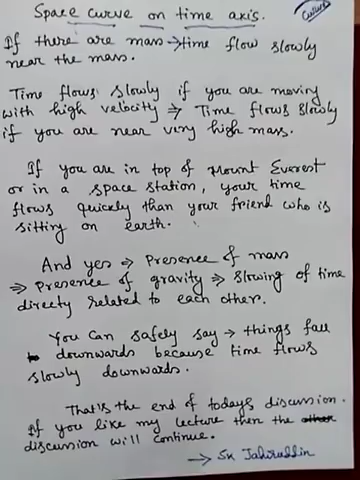 Space curve on time axis.
Curve
If there are mass → time flow slowly
near the mass.
Time flows slowly if you are moving
with high velocity ⇒ Time flows slowly
if you are near very high mass.
If you are in top of Mount Everest
or in a space station, your time
flows quickly than your friend who is
sitting on earth.
And yes ⇒ Presence of mass
⇒ presence of gravity ⇒ slowing of time
directy related to each other.
You Can safely say → things fall
downwards because time flows
slowly downwards.
That's the end of todays discussion.
If you like my lecture then the
discussion will continue.
→ Sk Jahiruddin